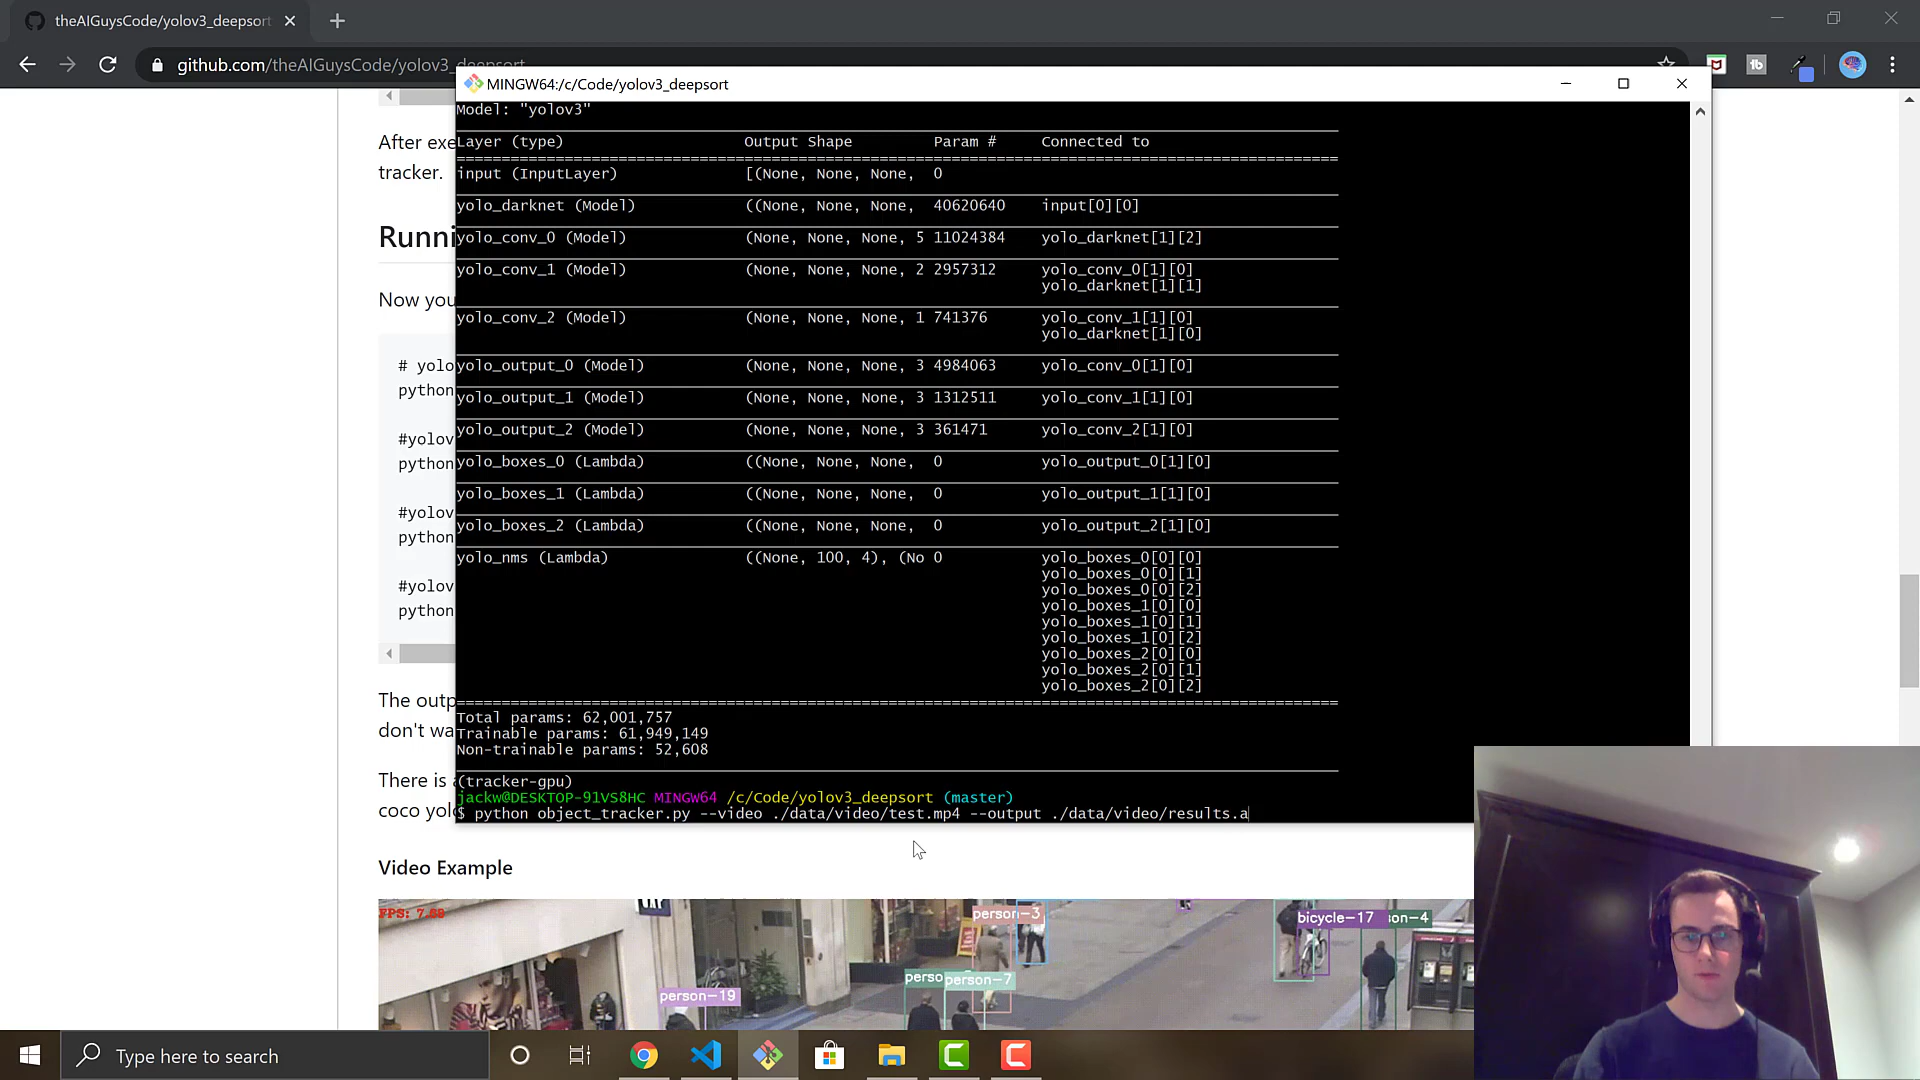 theAIGuysCode/yolov3_deepsort
github.com/theAIGuysCode/yolov3_deepsort
MINGW64:/c/Code/yolov3_deepsort
Model: "yolov3"
Layer (type) Output Shape Param # Connected to
input (InputLayer) [(None, None, None, 0
yolo_darknet (Model) ((None, None, None, 40620640 input[0][0]
yolo_conv_0 (Model) (None, None, None, 5 11024384 yolo_darknet[1][2]
yolo_conv_1 (Model) (None, None, None, 2 2957312 yolo_conv_0[1][0]
yolo_darknet[1][1]
yolo_conv_2 (Model) (None, None, None, 1 741376 yolo_conv_1[1][0]
yolo_darknet[1][0]
yolo_output_0 (Model) (None, None, None, 3 4984063 yolo_conv_0[1][0]
yolo_output_1 (Model) (None, None, None, 3 1312511 yolo_conv_1[1][0]
yolo_output_2 (Model) (None, None, None, 3 361471 yolo_conv_2[1][0]
yolo_boxes_0 (Lambda) ((None, None, None, 0 yolo_output_0[1][0]
yolo_boxes_1 (Lambda) ((None, None, None, 0 yolo_output_1[1][0]
yolo_boxes_2 (Lambda) ((None, None, None, 0 yolo_output_2[1][0]
yolo_nms (Lambda) ((None, 100, 4), (No 0 yolo_boxes_0[0][0]
yolo_boxes_0[0][1]
yolo_boxes_0[0][2]
yolo_boxes_1[0][0]
yolo_boxes_1[0][1]
yolo_boxes_1[0][2]
yolo_boxes_2[0][0]
yolo_boxes_2[0][1]
yolo_boxes_2[0][2]
Total params: 62,001,757
Trainable params: 61,949,149
Non-trainable params: 52,608
(tracker-gpu)
jackw@DESKTOP-91VS8HC MINGW64 /c/Code/yolov3_deepsort (master)
$ python object_tracker.py --video ./data/video/test.mp4 --output ./data/video/results.a
After exe
tracker.
Runni
Now you
# yolo
python
#yolov
python
#yolov
python
#yolov
python
The outp
don't wa
There is
coco yol
Video Example
person-3
bicycle-17 son-4
perso person-7
person-19
Type here to search